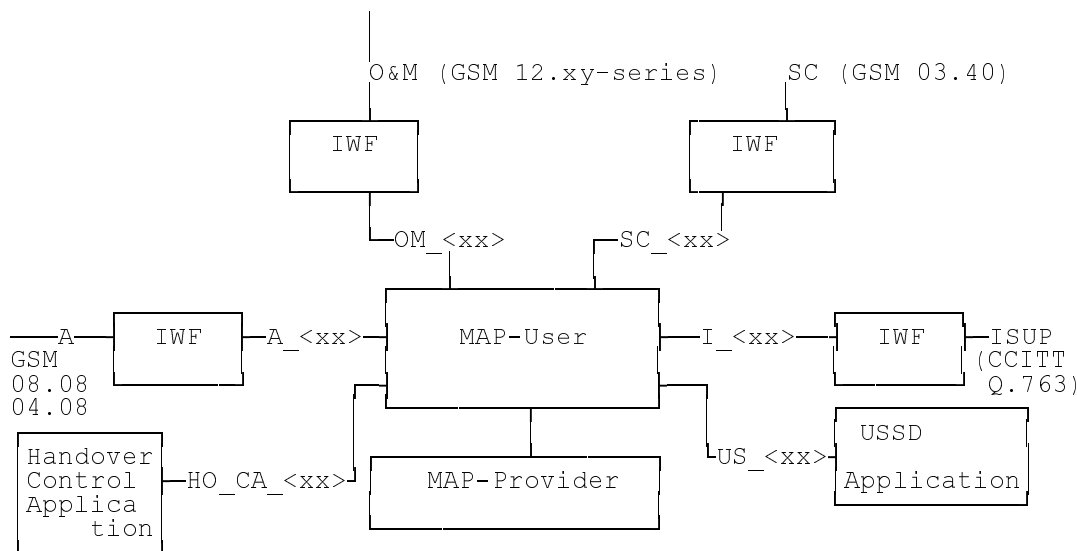 O&M (GSM 12.xy-series) SC (GSM 03.40)
IWF IWF
OM_<xx> SC_<xx>
A IWF A_<xx> MAP-User I_<xx> IWF ISUP
GSM (CCITT
08.08 Q.763)
04.08
USSD
Handover US_<xx>
Control HO_CA_<xx> MAP-Provider Application
Applica
tion